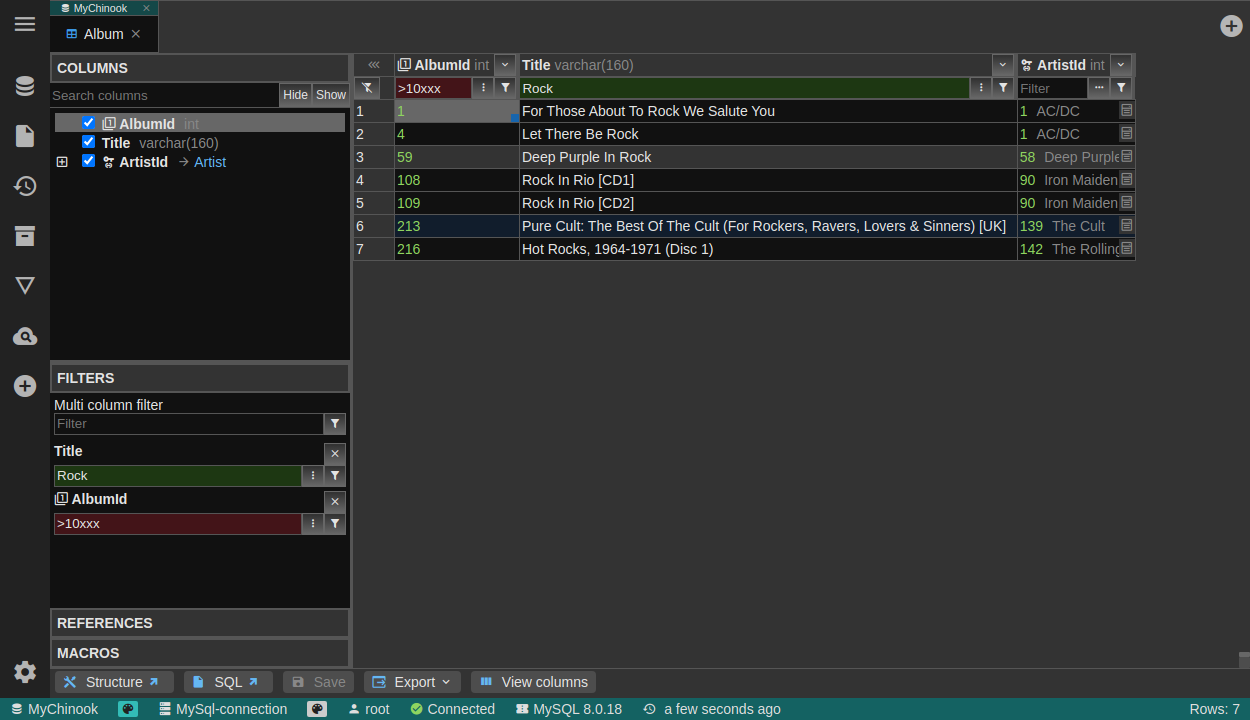 MyChinook
Album
COLUMNS
Search columns
Hide Show
AlbumId int
Title varchar(160)
ArtistId Artist
FILTERS
Multi column filter
Filter
Title
Rock
AlbumId
>10xxx
REFERENCES
MACROS
AlbumId int Title varchar(160) ArtistId int
>10xxx Rock Filter
1 1 For Those About To Rock We Salute You 1 AC/DC
2 4 Let There Be Rock 1 AC/DC
3 59 Deep Purple In Rock 58 Deep Purple
4 108 Rock In Rio [CD1] 90 Iron Maiden
5 109 Rock In Rio [CD2] 90 Iron Maiden
6 213 Pure Cult: The Best Of The Cult (For Rockers, Ravers, Lovers & Sinners) [UK] 139 The Cult
7 216 Hot Rocks, 1964-1971 (Disc 1) 142 The Rolling
Structure SQL Save Export View columns
MyChinook MySql-connection root Connected MySQL 8.0.18 a few seconds ago Rows: 7